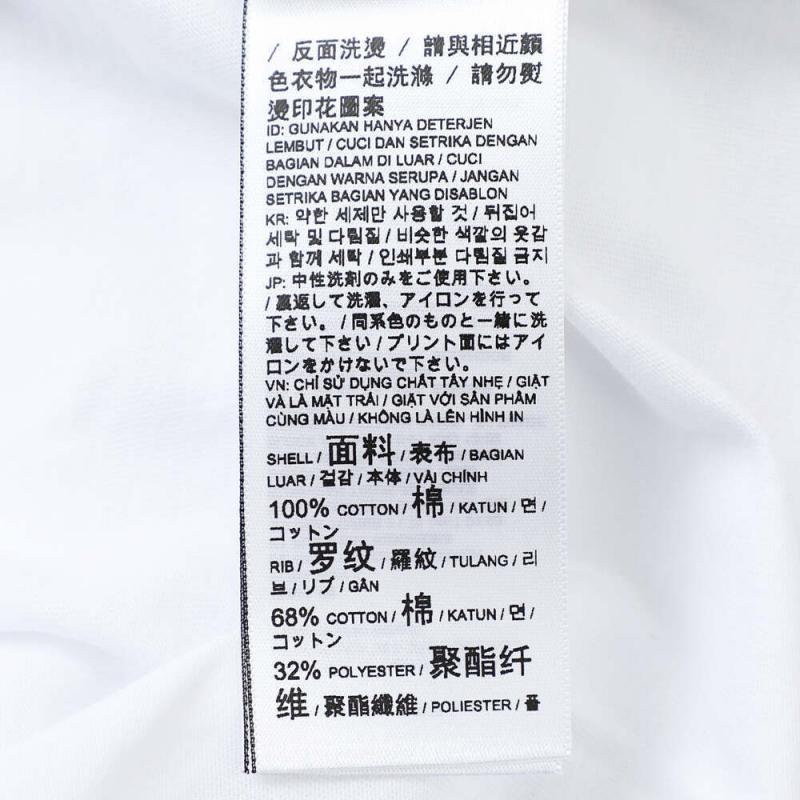 / 反面洗燙 / 請與相近顏
色衣物一起洗滌 / 請勿熨
燙印花圖案
ID: GUNAKAN HANYA DETERJEN
LEMBUT / CUCI DAN SETRIKA DENGAN
BAGIAN DALAM DI LUAR / CUCI
DENGAN WARNA SERUPA / JANGAN
SETRIKA BAGIAN YANG DISABLON
KR: 약한 세제만 사용할 것 / 뒤집어
세탁 및 다림질 / 비슷한 색깔의 옷감
과 함께 세탁 / 인쇄부분 다림질 금지
JP: 中性洗剤のみをご使用下さい。
/ 裏返して洗濯、アイロンを行って
下さい。 / 同系色のものと一緒に洗
濯して下さい / プリント面にはアイ
ロンをかけないで下さい。
VN: CHỈ SỬ DỤNG CHẤT TẨY NHẸ / GIẶT
VÀ LÀ MẶT TRÁI / GIẶT VỚI SẢN PHẨM
CÙNG MÀU / KHÔNG LÀ LÊN HÌNH IN
SHELL / 面料 / 表布 / BAGIAN
LUAR / 겉감 / 本体 / VẢI CHÍNH
100% COTTON / 棉 / KATUN / 면 /
コットン
RIB / 罗纹 / 羅紋 / TULANG / 리
브 / リブ / GÂN
68% COTTON / 棉 / KATUN / 면 /
コットン
32% POLYESTER / 聚酯纤
维 / 聚酯纖維 / POLIESTER / 폴